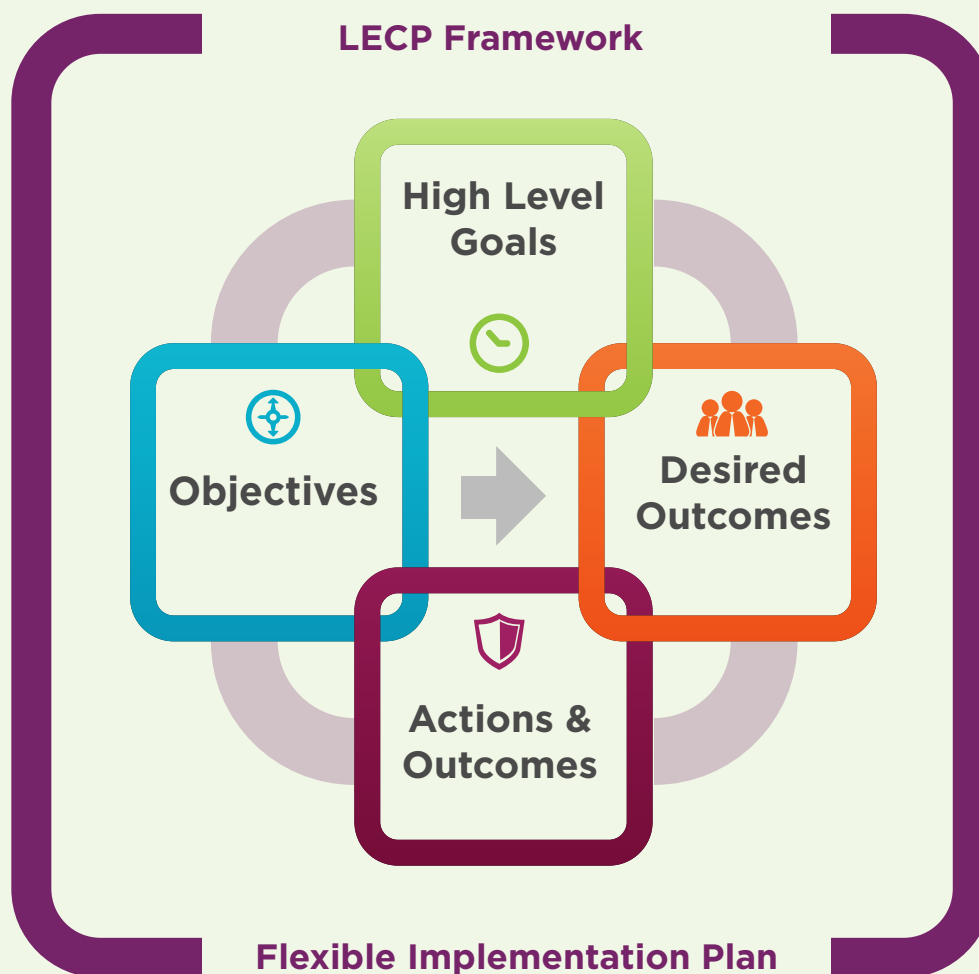 LECP Framework
High Level
Goals
Objectives
Desired
Outcomes
Actions &
Outcomes
Flexible Implementation Plan